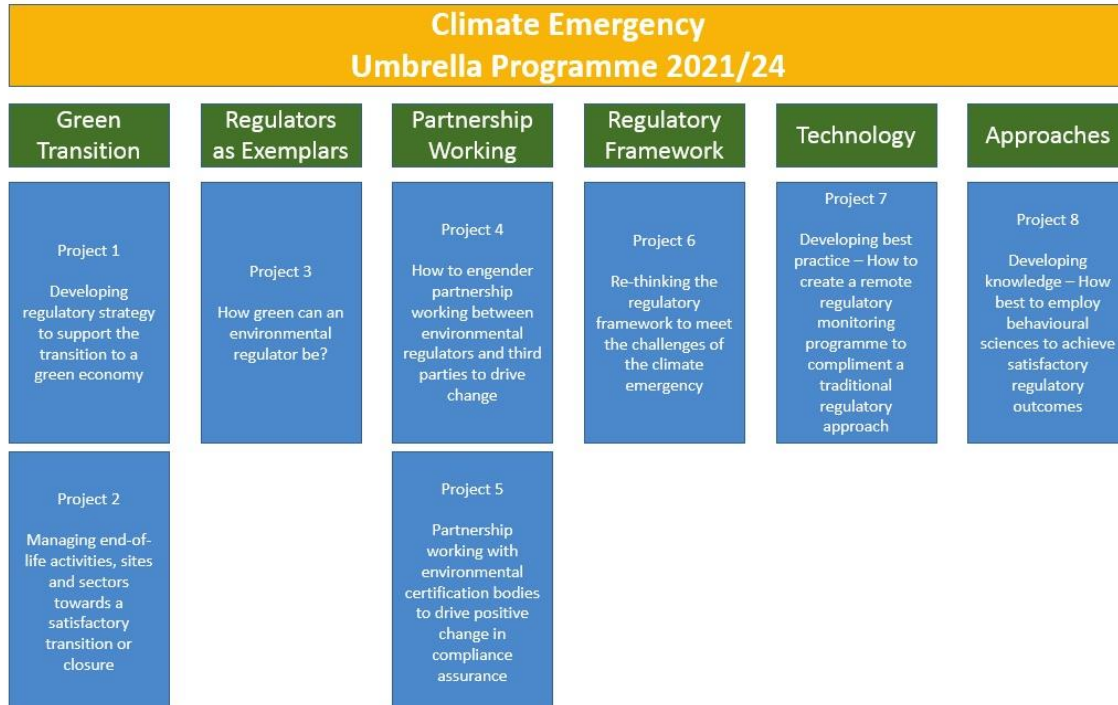 Climate Emergency
Umbrella Programme 2021/24
Green
Transition
Regulators
as Exemplars
Partnership
Working
Regulatory
Framework
Technology
Approaches
Project 1
Developing
regulatory strategy
to support the
transition to a
green economy
Project 2
Managing end-of-
life activities, sites
and sectors
towards a
satisfactory
transition or
closure
Project 3
How green can an
environmental
regulator be?
Project 4
How to engender
partnership
working between
environmental
regulators and third
parties to drive
change
Project 5
Partnership
working with
environmental
certification bodies
to drive positive
change in
compliance
assurance
Project 6
Re-thinking the
regulatory
framework to meet
the challenges of
the climate
emergency
Project 7
Developing best
practice – How to
create a remote
regulatory
monitoring
programme to
compliment a
traditional
regulatory
approach
Project 8
Developing
knowledge – How
best to employ
behavioural
sciences to achieve
satisfactory
regulatory
outcomes